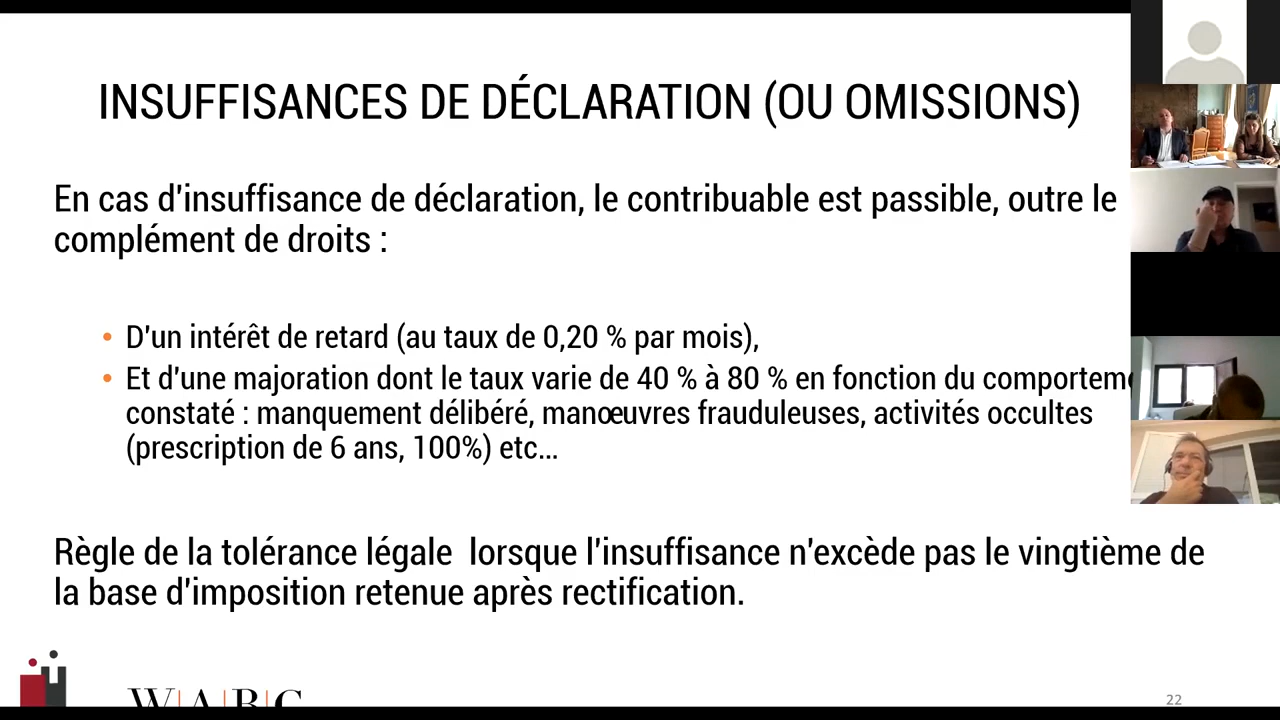 INSUFFISANCES DE DÉCLARATION (OU OMISSIONS)
En cas d'insuffisance de déclaration, le contribuable est passible, outre le
complément de droits :
• D'un intérêt de retard (au taux de 0,20 % par mois),
• Et d'une majoration dont le taux varie de 40 % à 80 % en fonction du comporteme
constaté : manquement délibéré, manœuvres frauduleuses, activités occultes
(prescription de 6 ans, 100%) etc...
Règle de la tolérance légale lorsque l'insuffisance n'excède pas le vingtième de
la base d'imposition retenue après rectification.
W|A|B|C
22